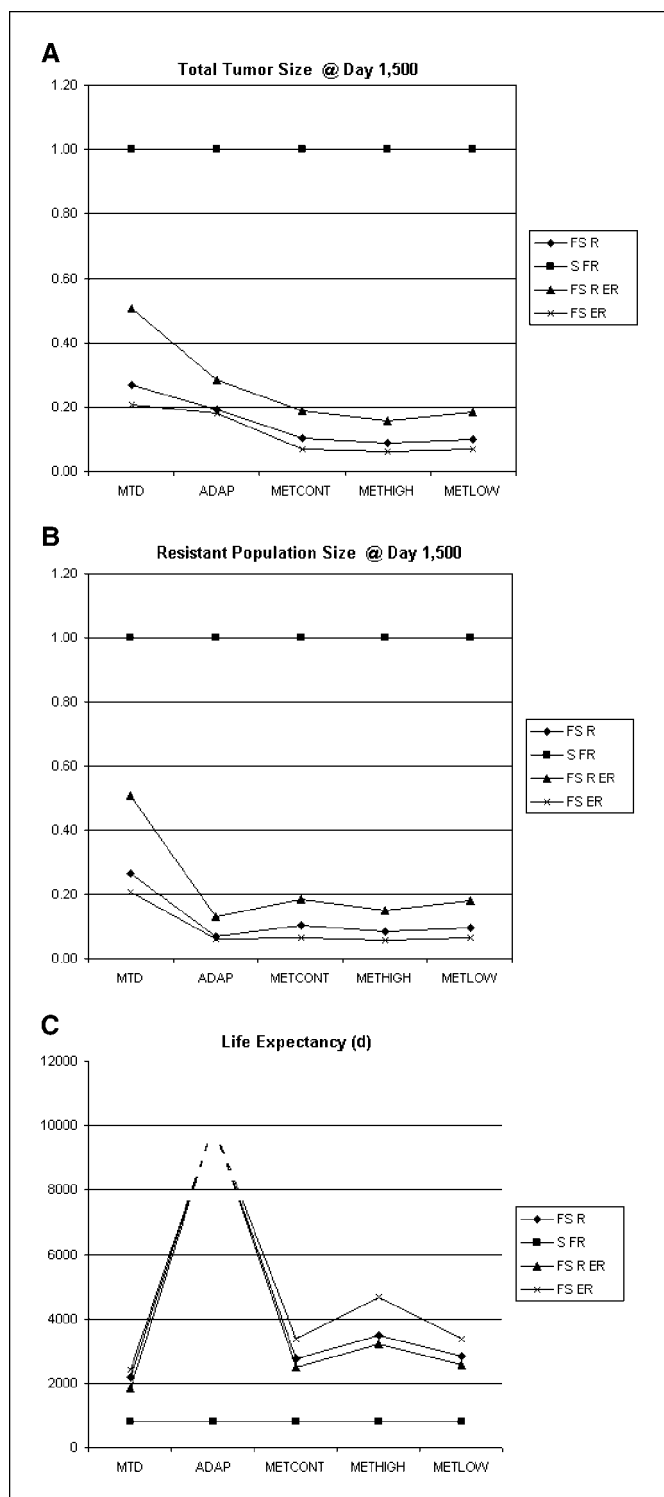 A
Total Tumor Size @ Day 1,500
1.20
1.00
0.80
0.60
0.40
0.20
0.00
MTD ADAP METCONT METHIGH METLOW
FS R
S FR
FS R ER
FS ER
B
Resistant Population Size @ Day 1,500
1.20
1.00
0.80
0.60
0.40
0.20
0.00
MTD ADAP METCONT METHIGH METLOW
FS R
S FR
FS R ER
FS ER
C
Life Expectancy (d)
12000
10000
8000
6000
4000
2000
0
MTD ADAP METCONT METHIGH METLOW
FS R
S FR
FS R ER
FS ER